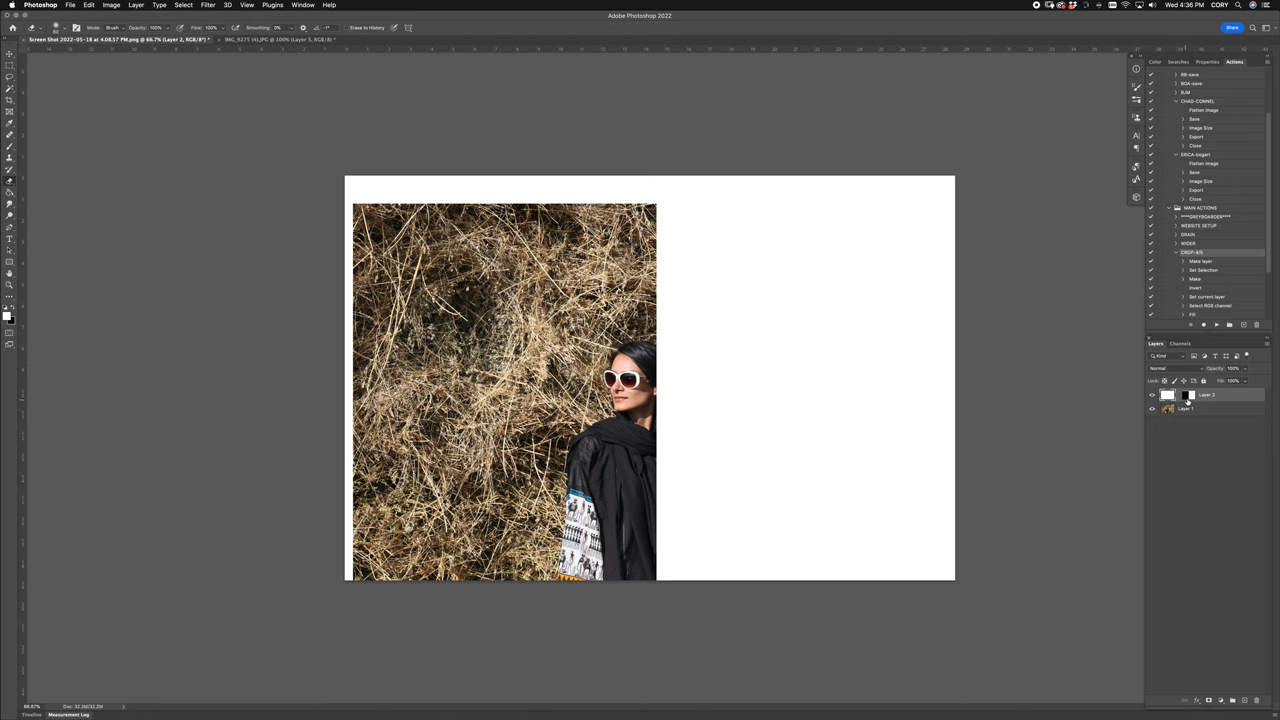 Photoshop File Edit Image Layer Type Select Filter 3D View Plugins Window Help
Wed 4:36 PM CORY
Adobe Photoshop 2022
Mode: Brush Opacity: 100% Flow: 100% Smoothing: 0% Erase to History
Share
Screen Shot 2022-05-18 at 4.08.57 PM.png @ 66.7% (Layer 2, RGB/8*) *
IMG_9275 (4).JPG @ 100% (Layer 5, RGB/8) *
Color Swatches Properties Actions
RB-save
BOA-save
BJM
CHAD-CONNEL
Flatten Image
Save
Image Size
Export
Close
ERICA-bogart
Flatten Image
Save
Image Size
Export
Close
MAIN ACTIONS
****GREYBOARDER****
WEBSITE SETUP
GRAIN
WIDER
CROP-4/5
Make layer
Set Selection
Make
Invert
Set current layer
Select RGB channel
Fill
Layers Channels
Kind
Normal Opacity: 100%
Lock: Fill: 100%
Layer 2
Layer 1
66.67% Doc: 32.2M/32.2M
Timeline Measurement Log